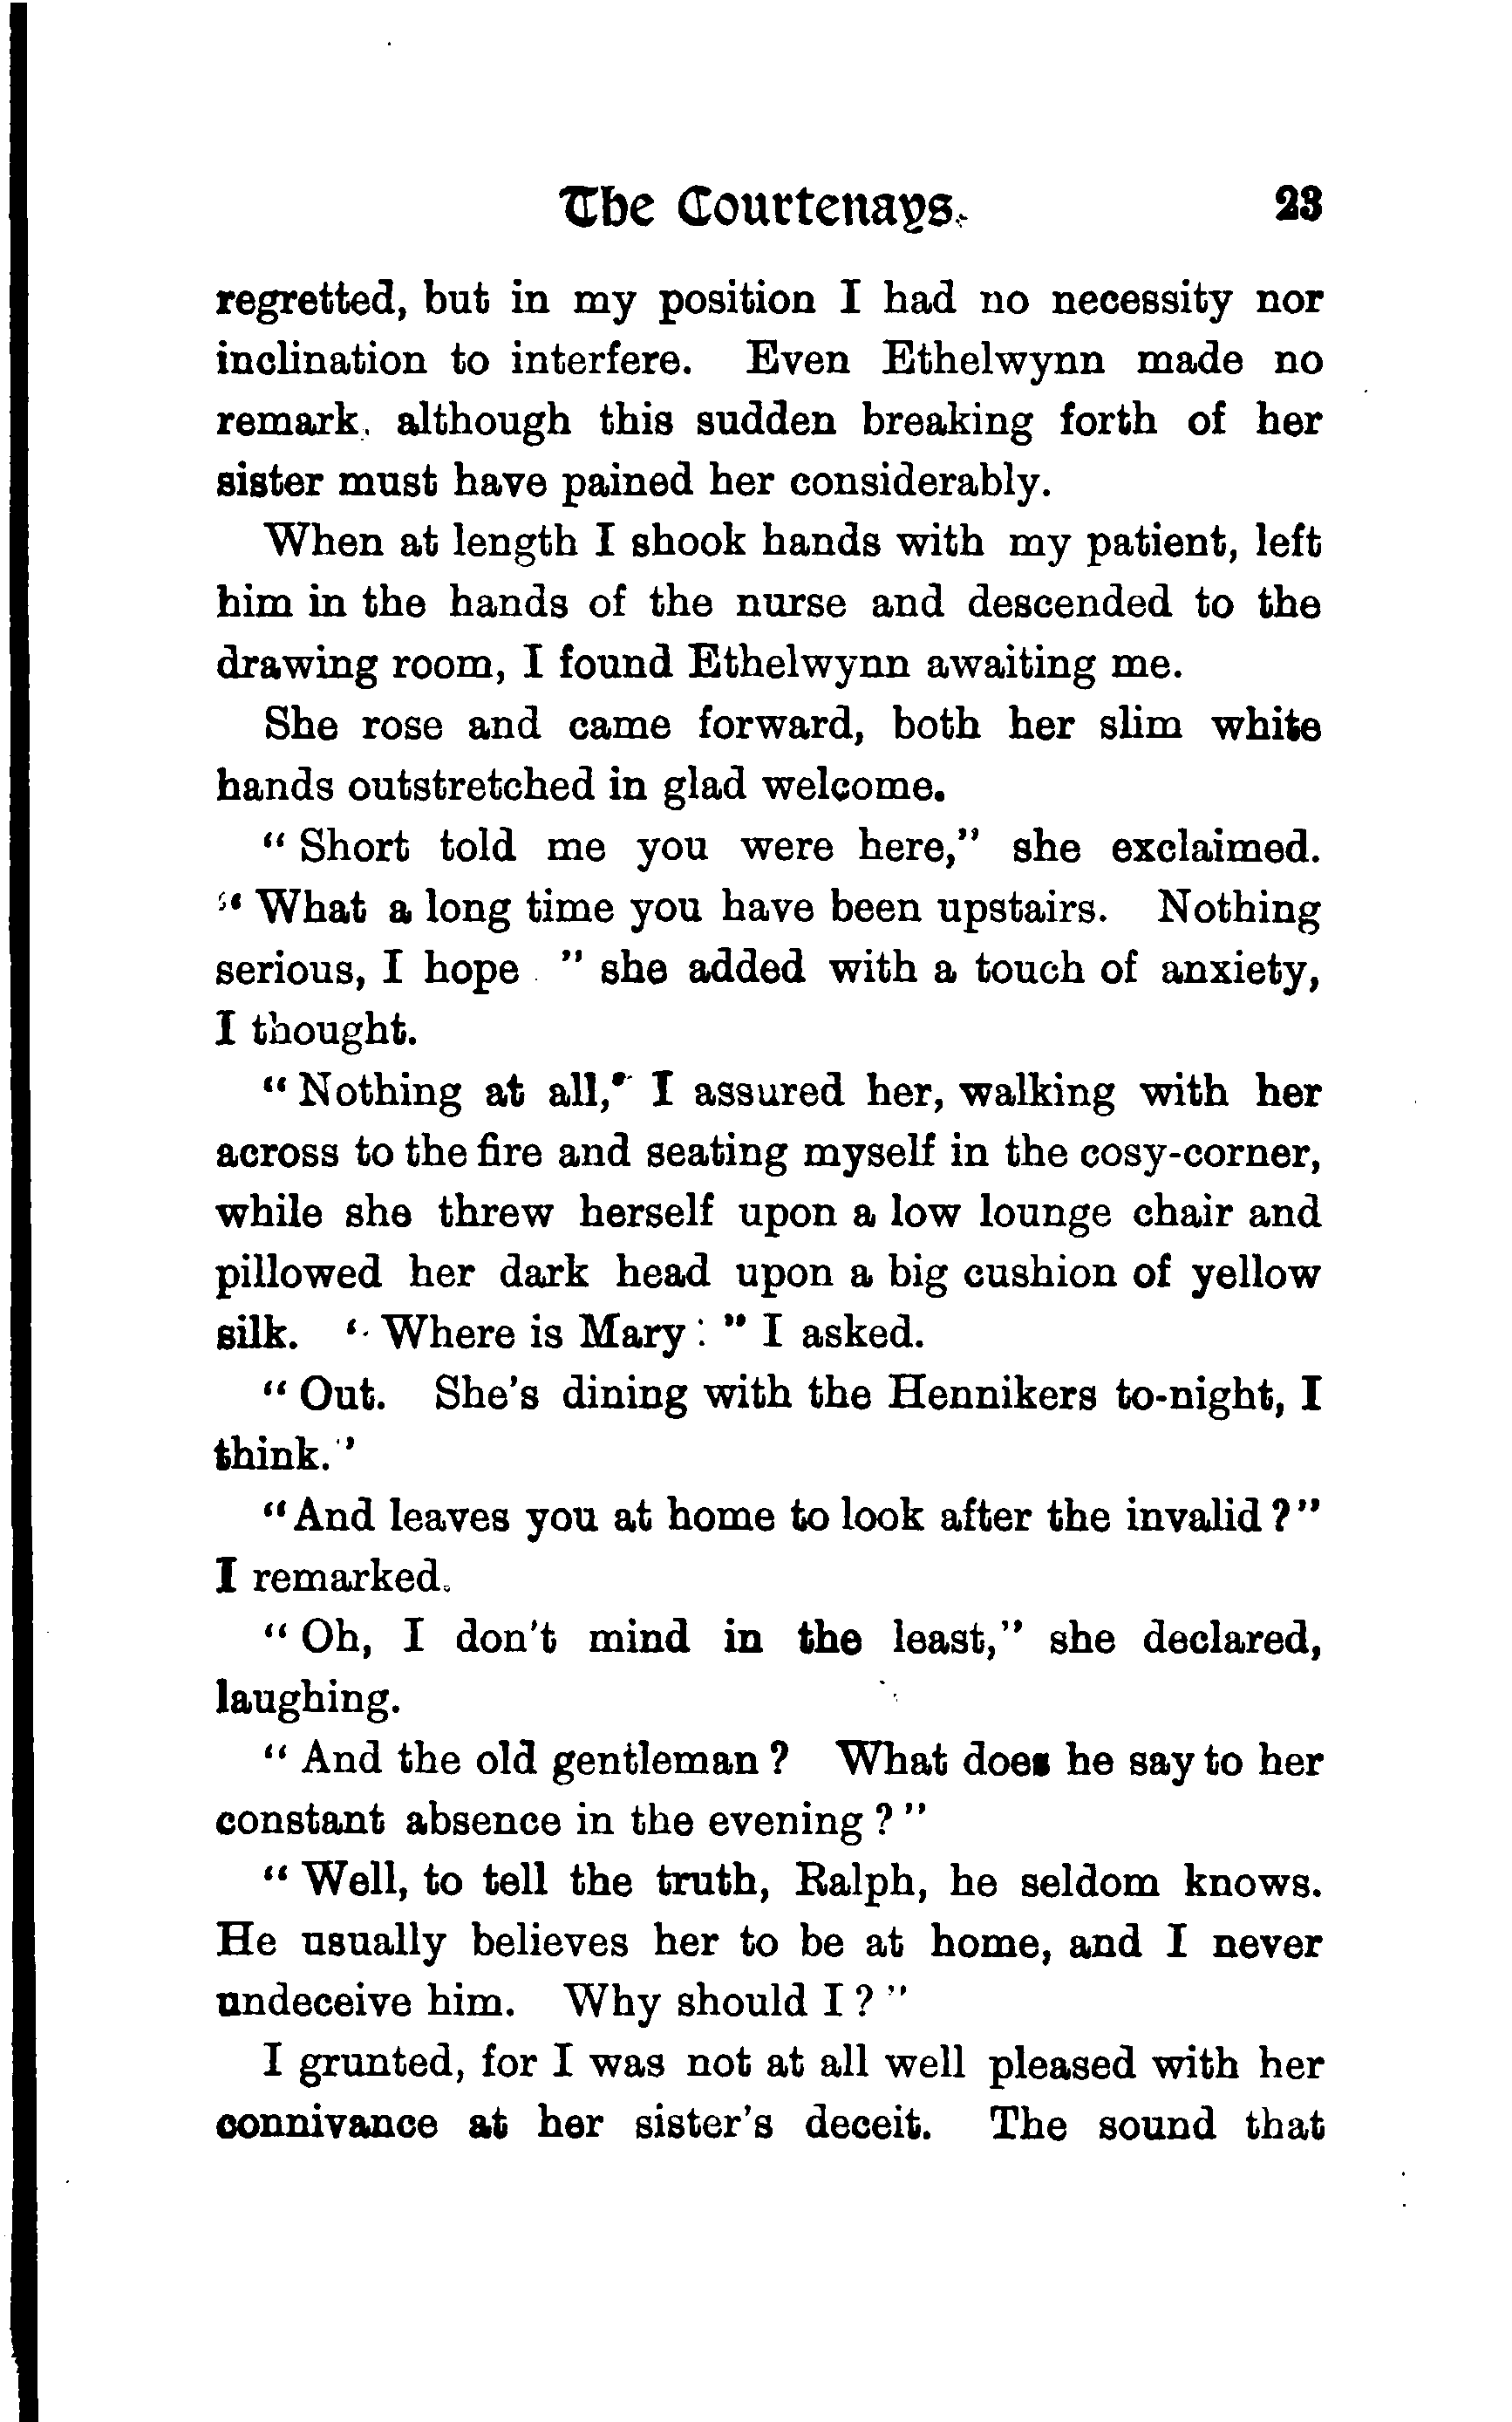 The Courtenays. 23
regretted, but in my position I had no necessity nor
inclination to interfere. Even Ethelwynn made no
remark, although this sudden breaking forth of her
sister must have pained her considerably.
When at length I shook hands with my patient, left
him in the hands of the nurse and descended to the
drawing room, I found Ethelwynn awaiting me.
She rose and came forward, both her slim white
hands outstretched in glad welcome.
"Short told me you were here," she exclaimed.
"What a long time you have been upstairs. Nothing
serious, I hope " she added with a touch of anxiety,
I thought.
"Nothing at all," I assured her, walking with her
across to the fire and seating myself in the cosy-corner,
while she threw herself upon a low lounge chair and
pillowed her dark head upon a big cushion of yellow
silk. "Where is Mary: " I asked.
"Out. She's dining with the Hennikers to-night, I
think."
"And leaves you at home to look after the invalid?"
I remarked.
"Oh, I don't mind in the least," she declared,
laughing.
"And the old gentleman? What does he say to her
constant absence in the evening?"
"Well, to tell the truth, Ralph, he seldom knows.
He usually believes her to be at home, and I never
undeceive him. Why should I?"
I grunted, for I was not at all well pleased with her
connivance at her sister's deceit. The sound that